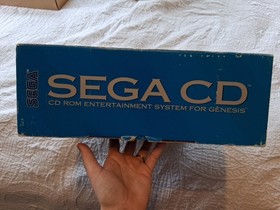 SEGA
SEGA CD
CD ROM ENTERTAINMENT SYSTEM FOR GENESIS